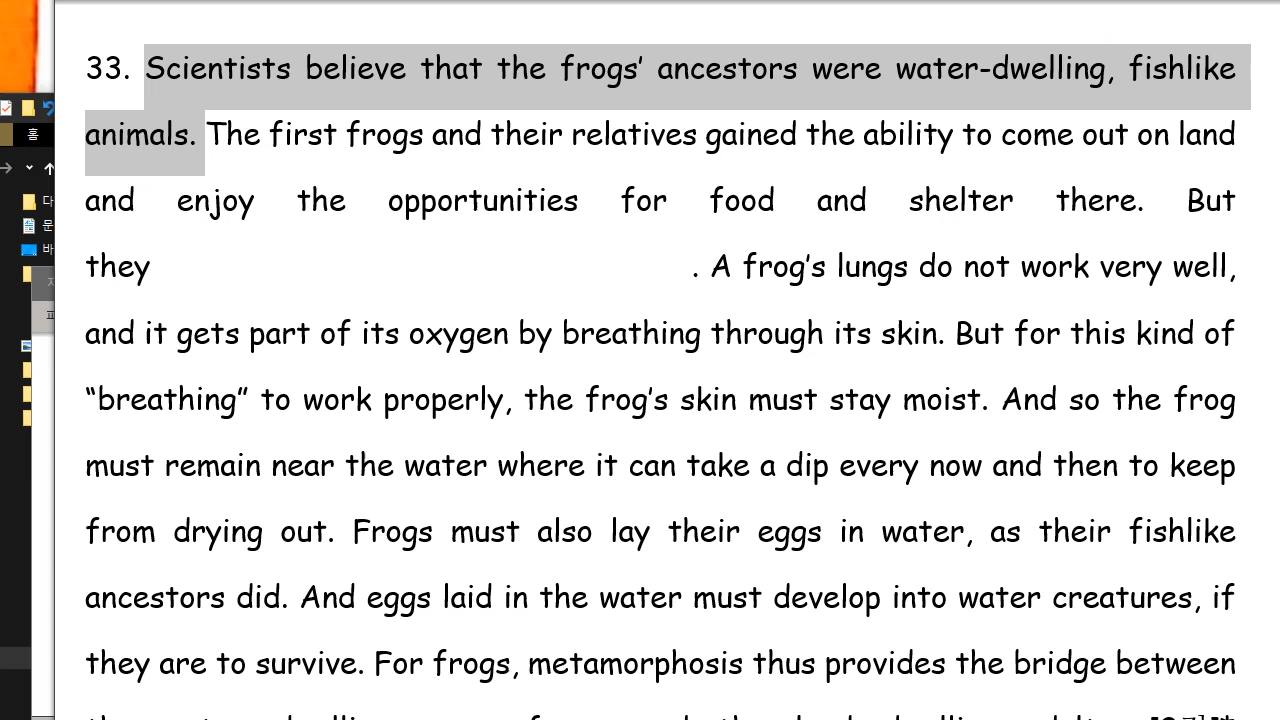 33. Scientists believe that the frogs’ ancestors were water-dwelling, fishlike
animals. The first frogs and their relatives gained the ability to come out on land
and enjoy the opportunities for food and shelter there. But
they . A frog’s lungs do not work very well,
and it gets part of its oxygen by breathing through its skin. But for this kind of
“breathing” to work properly, the frog’s skin must stay moist. And so the frog
must remain near the water where it can take a dip every now and then to keep
from drying out. Frogs must also lay their eggs in water, as their fishlike
ancestors did. And eggs laid in the water must develop into water creatures, if
they are to survive. For frogs, metamorphosis thus provides the bridge between
홈
다
문
바